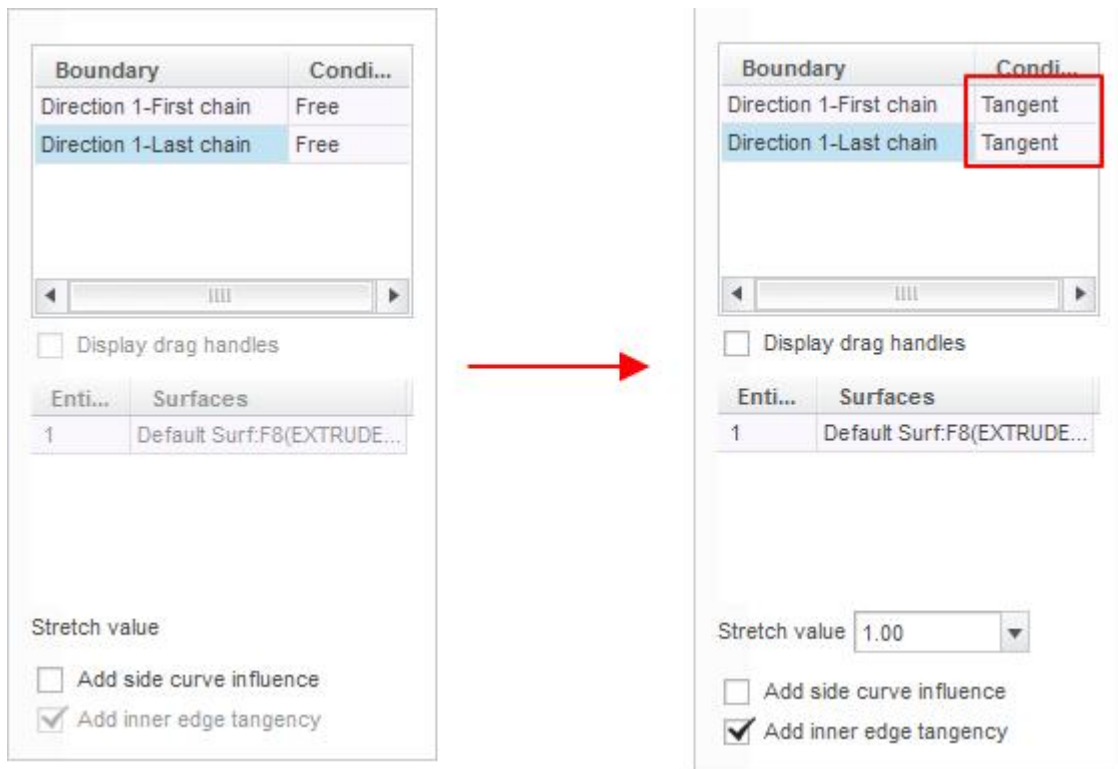 Boundary Condi...
Direction 1-First chain Free
Direction 1-Last chain Free
Display drag handles
Enti... Surfaces
1 Default Surf:F8(EXTRUDE...
Stretch value
Add side curve influence
Add inner edge tangency
Boundary Condi...
Direction 1-First chain Tangent
Direction 1-Last chain Tangent
Display drag handles
Enti... Surfaces
1 Default Surf:F8(EXTRUDE...
Stretch value 1.00
Add side curve influence
Add inner edge tangency